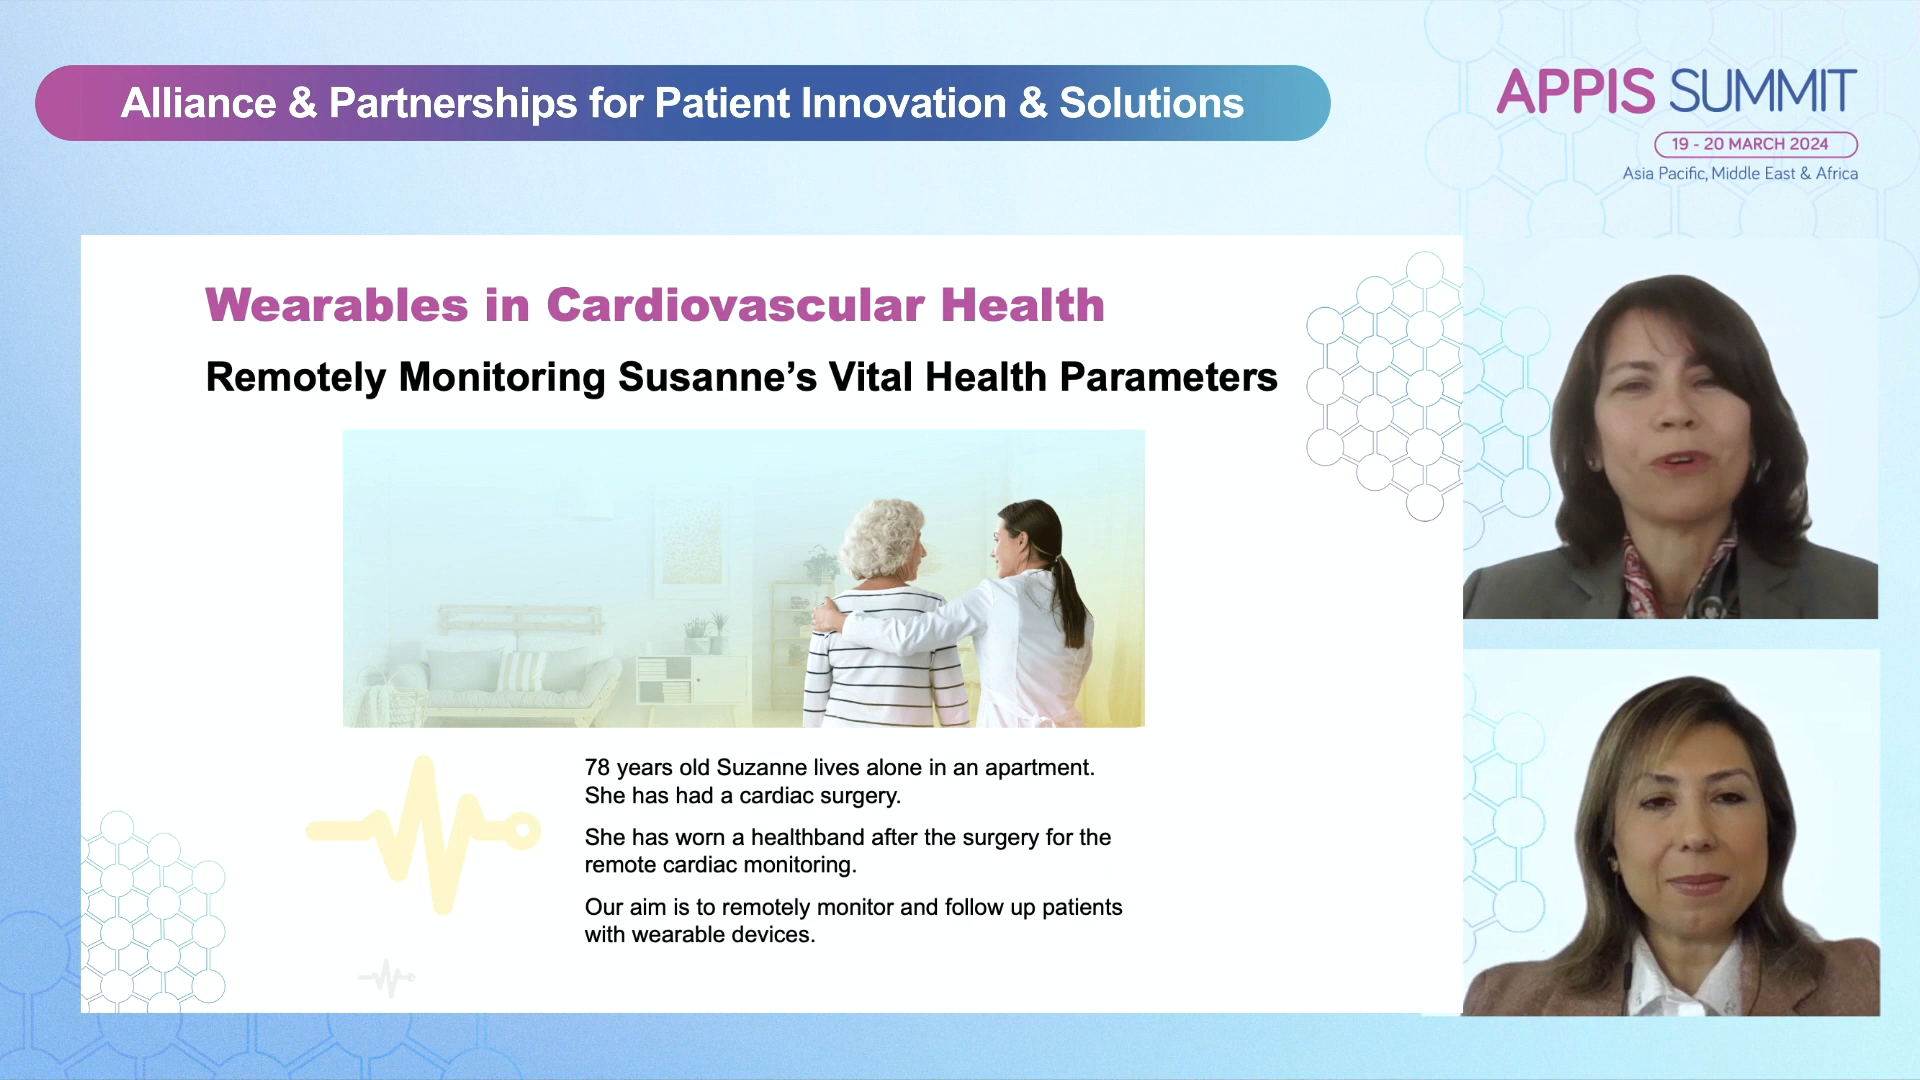 Alliance & Partnerships for Patient Innovation & Solutions
APPIS SUMMIT
19 - 20 MARCH 2024
Asia Pacific, Middle East & Africa
Wearables in Cardiovascular Health
Remotely Monitoring Susanne’s Vital Health Parameters
78 years old Suzanne lives alone in an apartment.
She has had a cardiac surgery.
She has worn a healthband after the surgery for the
remote cardiac monitoring.
Our aim is to remotely monitor and follow up patients
with wearable devices.